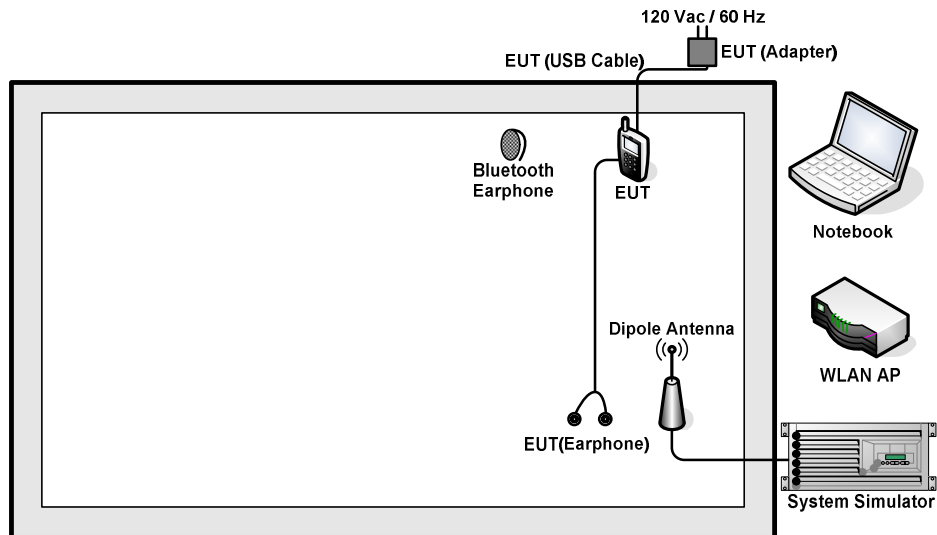 120 Vac / 60 Hz
EUT (Adapter)
EUT (USB Cable)
Bluetooth
Earphone
EUT
Notebook
Dipole Antenna
WLAN AP
EUT(Earphone)
System Simulator